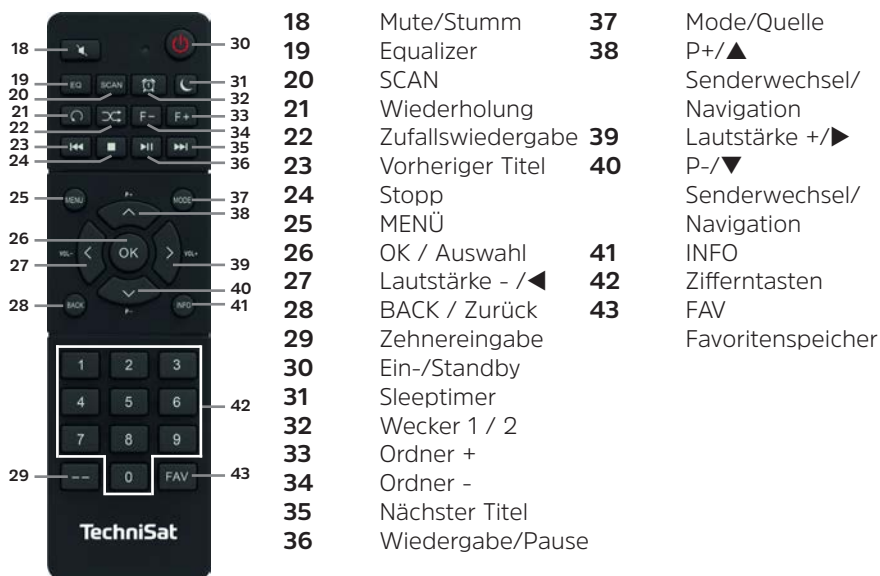 18
30
EQ
SCAN
19
31
20
32
21
F-
F+
33
22
34
23
35
24
36
25
MENU
P+
MODE
37
38
26
VOL-
OK
VOL+
27
39
40
28
BACK
P-
INFO
41
1 2 3
4 5 6
42
7 8 9
29
--
0
FAV
43
TechniSat
18 Mute/Stumm
19 Equalizer
20 SCAN
21 Wiederholung
22 Zufallswiedergabe
23 Vorheriger Titel
24 Stopp
25 MENÜ
26 OK / Auswahl
27 Lautstärke - /◀
28 BACK / Zurück
29 Zehnereingabe
30 Ein-/Standby
31 Sleeptimer
32 Wecker 1 / 2
33 Ordner +
34 Ordner -
35 Nächster Titel
36 Wiedergabe/Pause
37 Mode/Quelle
38 P+/▲
Senderwechsel/
Navigation
39 Lautstärke +/▶
40 P-/▼
Senderwechsel/
Navigation
41 INFO
42 Zifferntasten
43 FAV
Favoritenspeicher